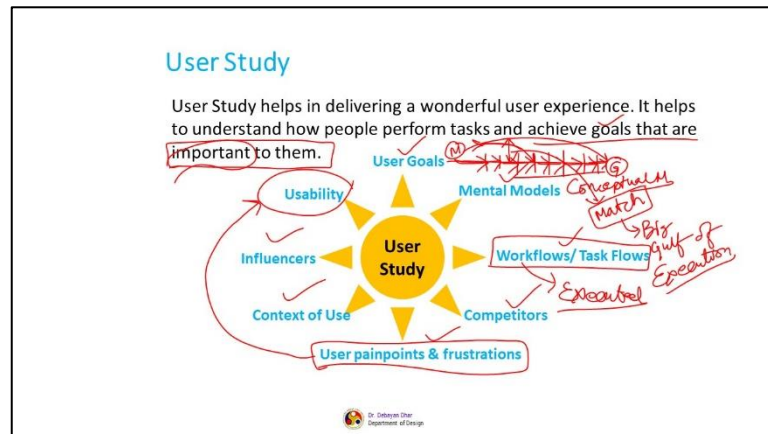 User Study
User Study helps in delivering a wonderful user experience. It helps
to understand how people perform tasks and achieve goals that are
important to them.
User Goals
M
G
Usability
Mental Models
Conceptual M
Match
User
Study
Influencers
Workflows/ Task Flows
Gulf of
Execution
Executed
Context of Use
Competitors
User painpoints & frustrations
Dr. Debayan Dhar
Department of Design